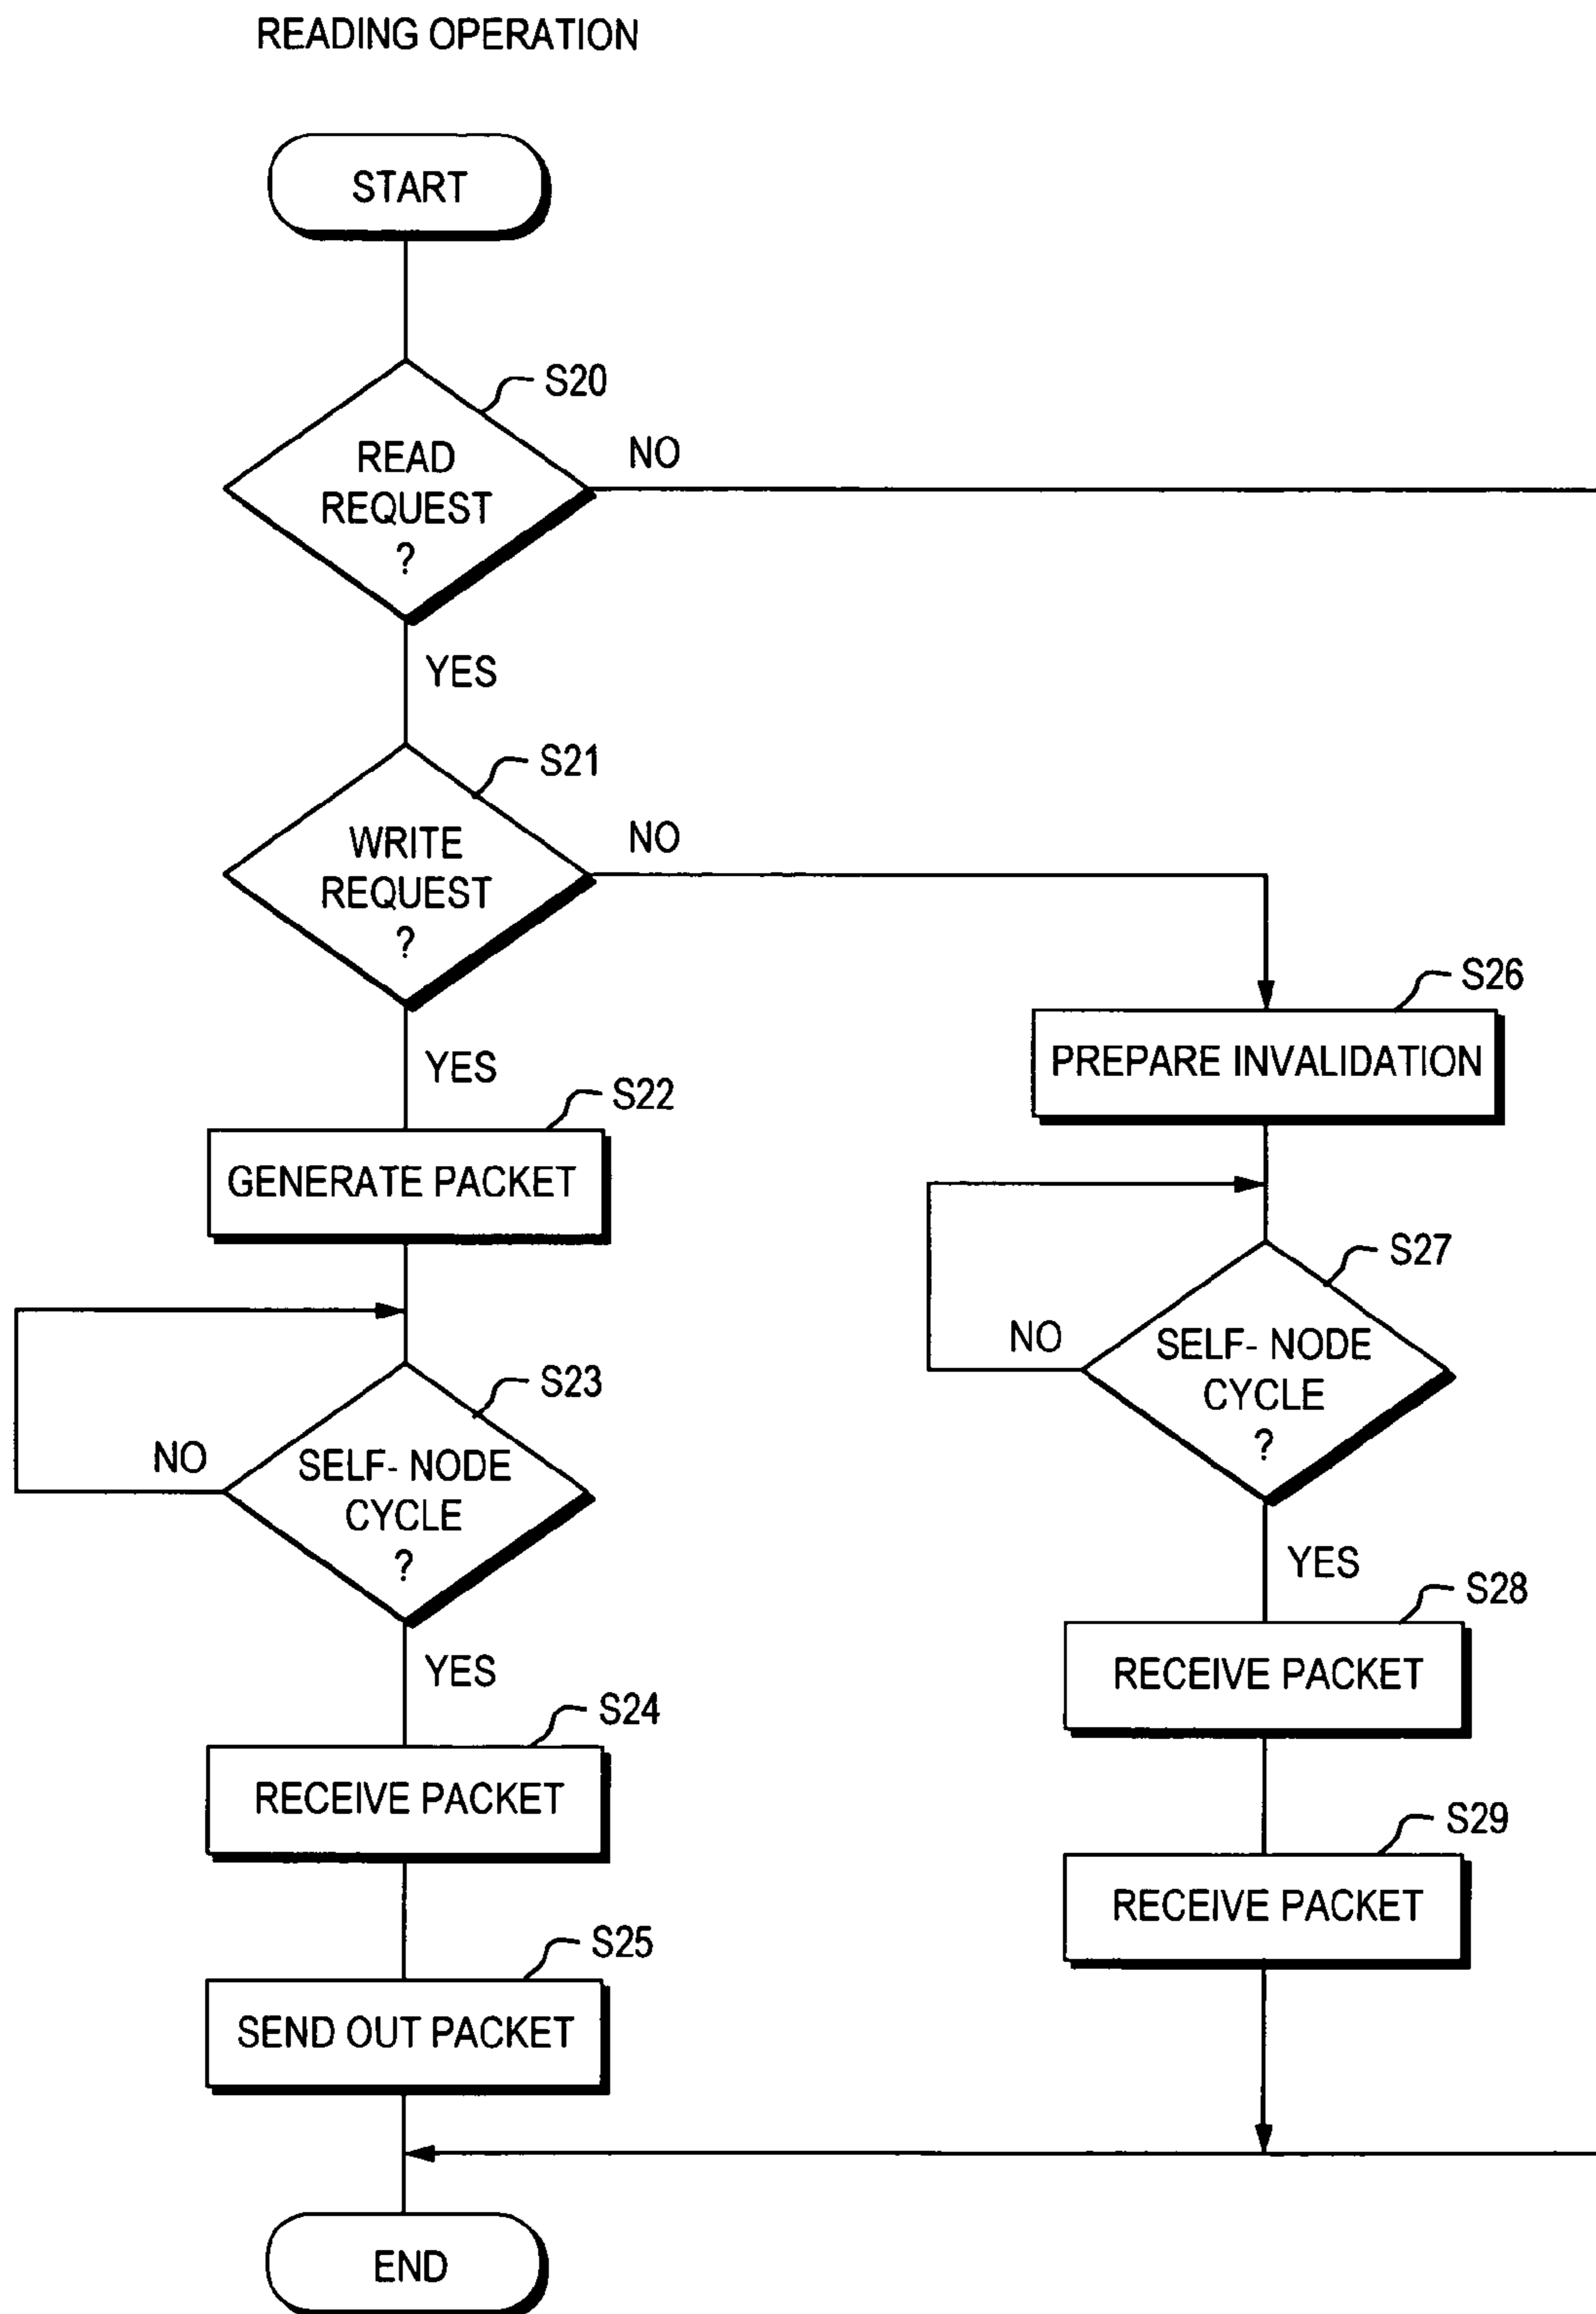 READING OPERATION
START
S20
READ
REQUEST
?
NO
YES
S21
WRITE
REQUEST
?
NO
YES
S22
GENERATE PACKET
S23
SELF- NODE
CYCLE
?
NO
YES
S24
RECEIVE PACKET
S25
SEND OUT PACKET
S26
PREPARE INVALIDATION
S27
SELF- NODE
CYCLE
?
NO
YES
S28
RECEIVE PACKET
S29
RECEIVE PACKET
END